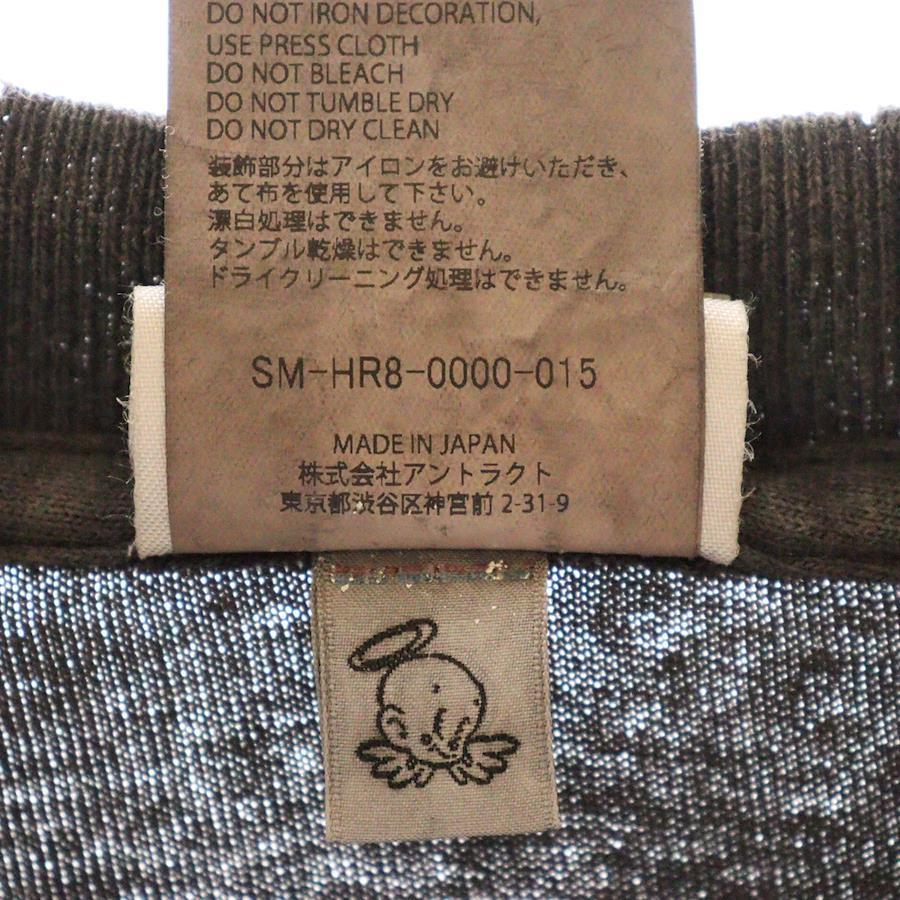 DO NOT IRON DECORATION,
USE PRESS CLOTH
DO NOT BLEACH
DO NOT TUMBLE DRY
DO NOT DRY CLEAN
装飾部分はアイロンをお避けいただき、
あて布を使用して下さい。
漂白処理はできません。
タンブル乾燥はできません。
ドライクリーニング処理はできません。
SM-HR8-0000-015
MADE IN JAPAN
株式会社アントラクト
東京都渋谷区神宮前 2-31-9